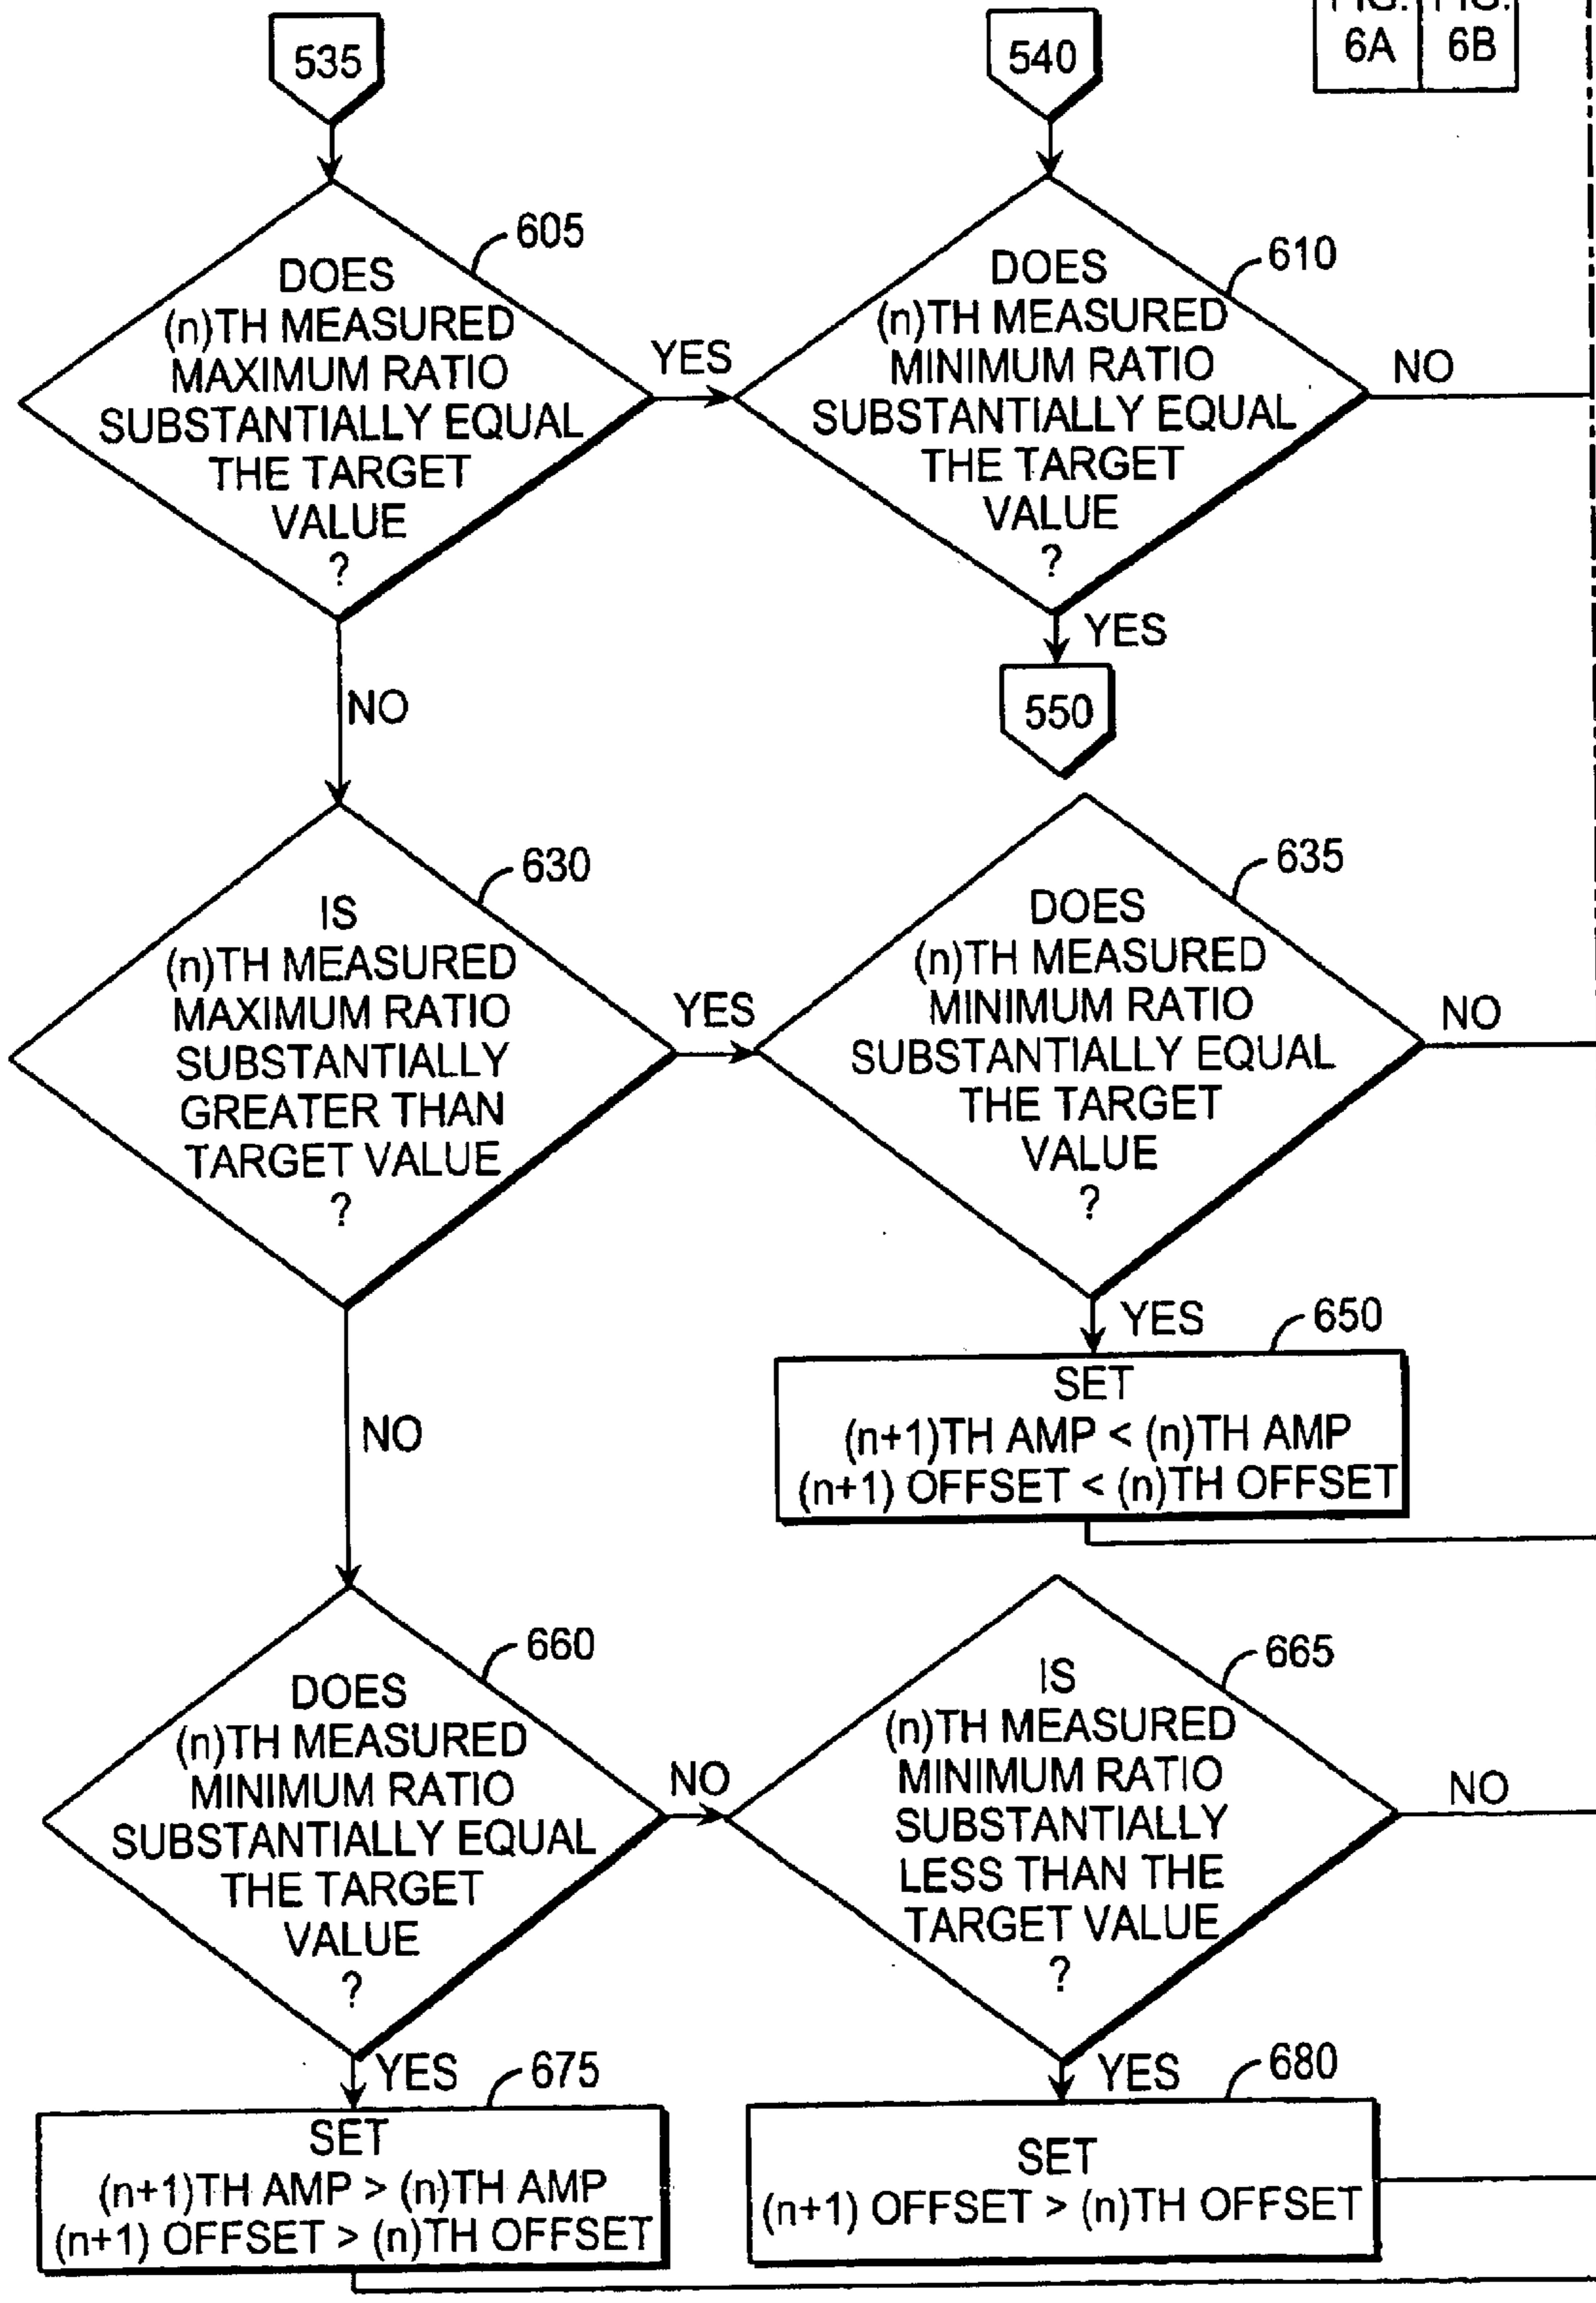 535
540
FIG. FIG.
6A 6B
605
DOES
(n)TH MEASURED
MAXIMUM RATIO
SUBSTANTIALLY EQUAL
THE TARGET
VALUE
?
YES
610
DOES
(n)TH MEASURED
MINIMUM RATIO
SUBSTANTIALLY EQUAL
THE TARGET
VALUE
?
NO
YES
550
NO
630
IS
(n)TH MEASURED
MAXIMUM RATIO
SUBSTANTIALLY
GREATER THAN
TARGET VALUE
?
YES
635
DOES
(n)TH MEASURED
MINIMUM RATIO
SUBSTANTIALLY EQUAL
THE TARGET
VALUE
?
NO
YES
650
SET
(n+1)TH AMP < (n)TH AMP
(n+1) OFFSET < (n)TH OFFSET
NO
660
DOES
(n)TH MEASURED
MINIMUM RATIO
SUBSTANTIALLY EQUAL
THE TARGET
VALUE
?
NO
665
IS
(n)TH MEASURED
MINIMUM RATIO
SUBSTANTIALLY
LESS THAN THE
TARGET VALUE
?
NO
YES
675
SET
(n+1)TH AMP > (n)TH AMP
(n+1) OFFSET > (n)TH OFFSET
YES
680
SET
(n+1) OFFSET > (n)TH OFFSET